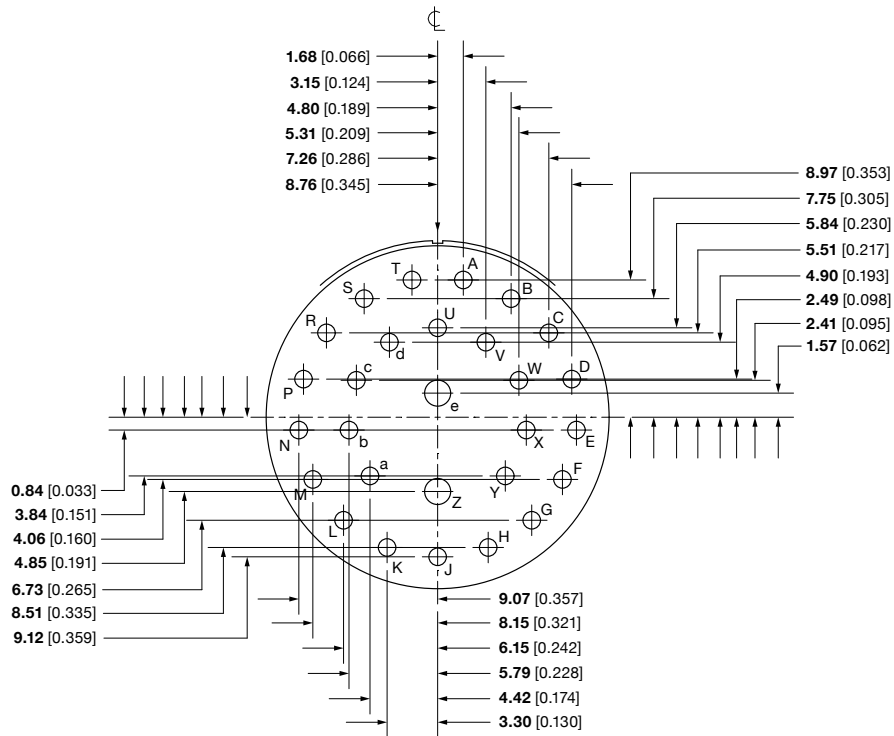 ℄
1.68 [0.066]
3.15 [0.124]
4.80 [0.189]
5.31 [0.209]
7.26 [0.286]
8.76 [0.345]
8.97 [0.353]
7.75 [0.305]
5.84 [0.230]
5.51 [0.217]
4.90 [0.193]
2.49 [0.098]
2.41 [0.095]
1.57 [0.062]
T
A
S
B
U
R
C
d
V
c
W
D
P
e
N
b
X
E
a
F
M
Y
Z
L
G
H
K
J
0.84 [0.033]
3.84 [0.151]
4.06 [0.160]
4.85 [0.191]
6.73 [0.265]
8.51 [0.335]
9.12 [0.359]
9.07 [0.357]
8.15 [0.321]
6.15 [0.242]
5.79 [0.228]
4.42 [0.174]
3.30 [0.130]